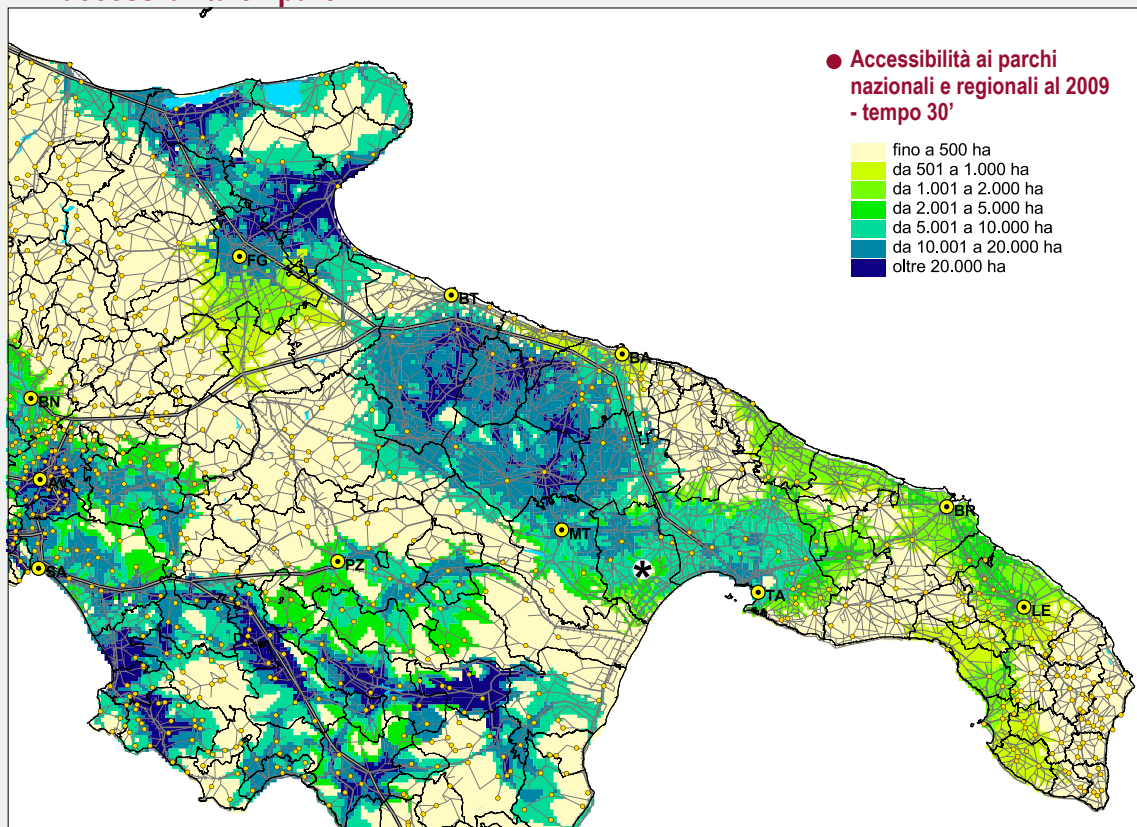 Accessibilità ai parchi
nazionali e regionali al 2009
- tempo 30’
fino a 500 ha
da 501 a 1.000 ha
da 1.001 a 2.000 ha
da 2.001 a 5.000 ha
da 5.001 a 10.000 ha
da 10.001 a 20.000 ha
oltre 20.000 ha
FG
BT
BA
BN
AV
BR
MT
PZ
SA
*
TA
LE